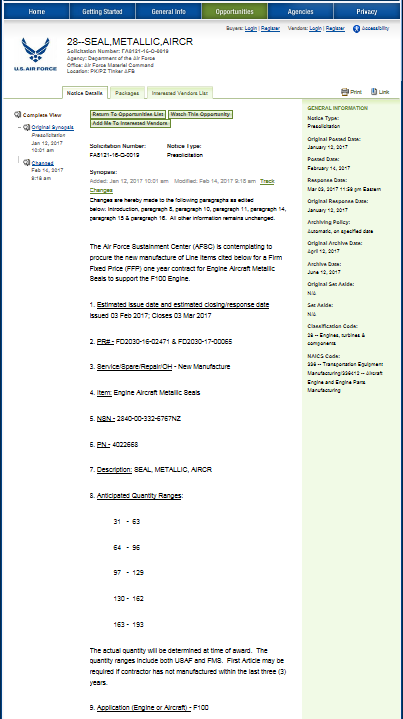 Home Getting Started General Info Opportunities Agencies Privacy
Buyers: Login | Register Vendors: Login | Register Accessibility
U.S. AIR FORCE
28--SEAL,METALLIC,AIRCR
Solicitation Number: FA8121-16-Q-0019
Agency: Department of the Air Force
Office: Air Force Materiel Command
Location: PK/PZ Tinker AFB
Notice Details Packages Interested Vendors List
Print Link
Complete View
Original Synopsis
Presolicitation
Jan 12, 2017
10:01 am
Changed
Feb 14, 2017
9:16 am
Return To Opportunities List Watch This Opportunity
Add Me To Interested Vendors
Solicitation Number: Notice Type:
FA8121-16-Q-0019 Presolicitation
Synopsis:
Added: Jan 12, 2017 10:01 am Modified: Feb 14, 2017 9:16 am Track
Changes
Changes are hereby made to the following paragraphs as edited
below. Introduction, paragraph 8, paragraph 10, paragraph 11, paragraph 14,
paragraph 15 & paragraph 16. All other information remains unchanged.
The Air Force Sustainment Center (AFSC) is contemplating to
procure the new manufacture of Line Items cited below for a Firm
Fixed Price (FFP) one year contract for Engine Aircraft Metallic
Seals to support the F100 Engine.
1. Estimated issue date and estimated closing/response date
Issued 03 Feb 2017; Closes 03 Mar 2017
2. PR# - FD2030-16-02471 & FD2030-17-00065
3. Service/Spare/Repair/OH - New Manufacture
4. Item: Engine Aircraft Metallic Seals
5. NSN - 2840-00-332-6767NZ
6. PN - 4022668
7. Description: SEAL, METALLIC, AIRCR
8. Anticipated Quantity Ranges:
31 - 63
64 - 96
97 - 129
130 - 162
163 - 193
The actual quantity will be determined at time of award. The
quantity ranges include both USAF and FMS. First Article may be
required if contractor has not manufactured within the last three (3)
years.
9. Application (Engine or Aircraft) - F100
GENERAL INFORMATION
Notice Type:
Presolicitation
Original Posted Date:
January 12, 2017
Posted Date:
February 14, 2017
Response Date:
Mar 03, 2017 11:59 pm Eastern
Original Response Date:
January 12, 2017
Archiving Policy:
Automatic, on specified date
Original Archive Date:
April 12, 2017
Archive Date:
June 12, 2017
Original Set Aside:
N/A
Set Aside:
N/A
Classification Code:
28 -- Engines, turbines &
components
NAICS Code:
336 -- Transportation Equipment
Manufacturing/336412 -- Aircraft
Engine and Engine Parts
Manufacturing